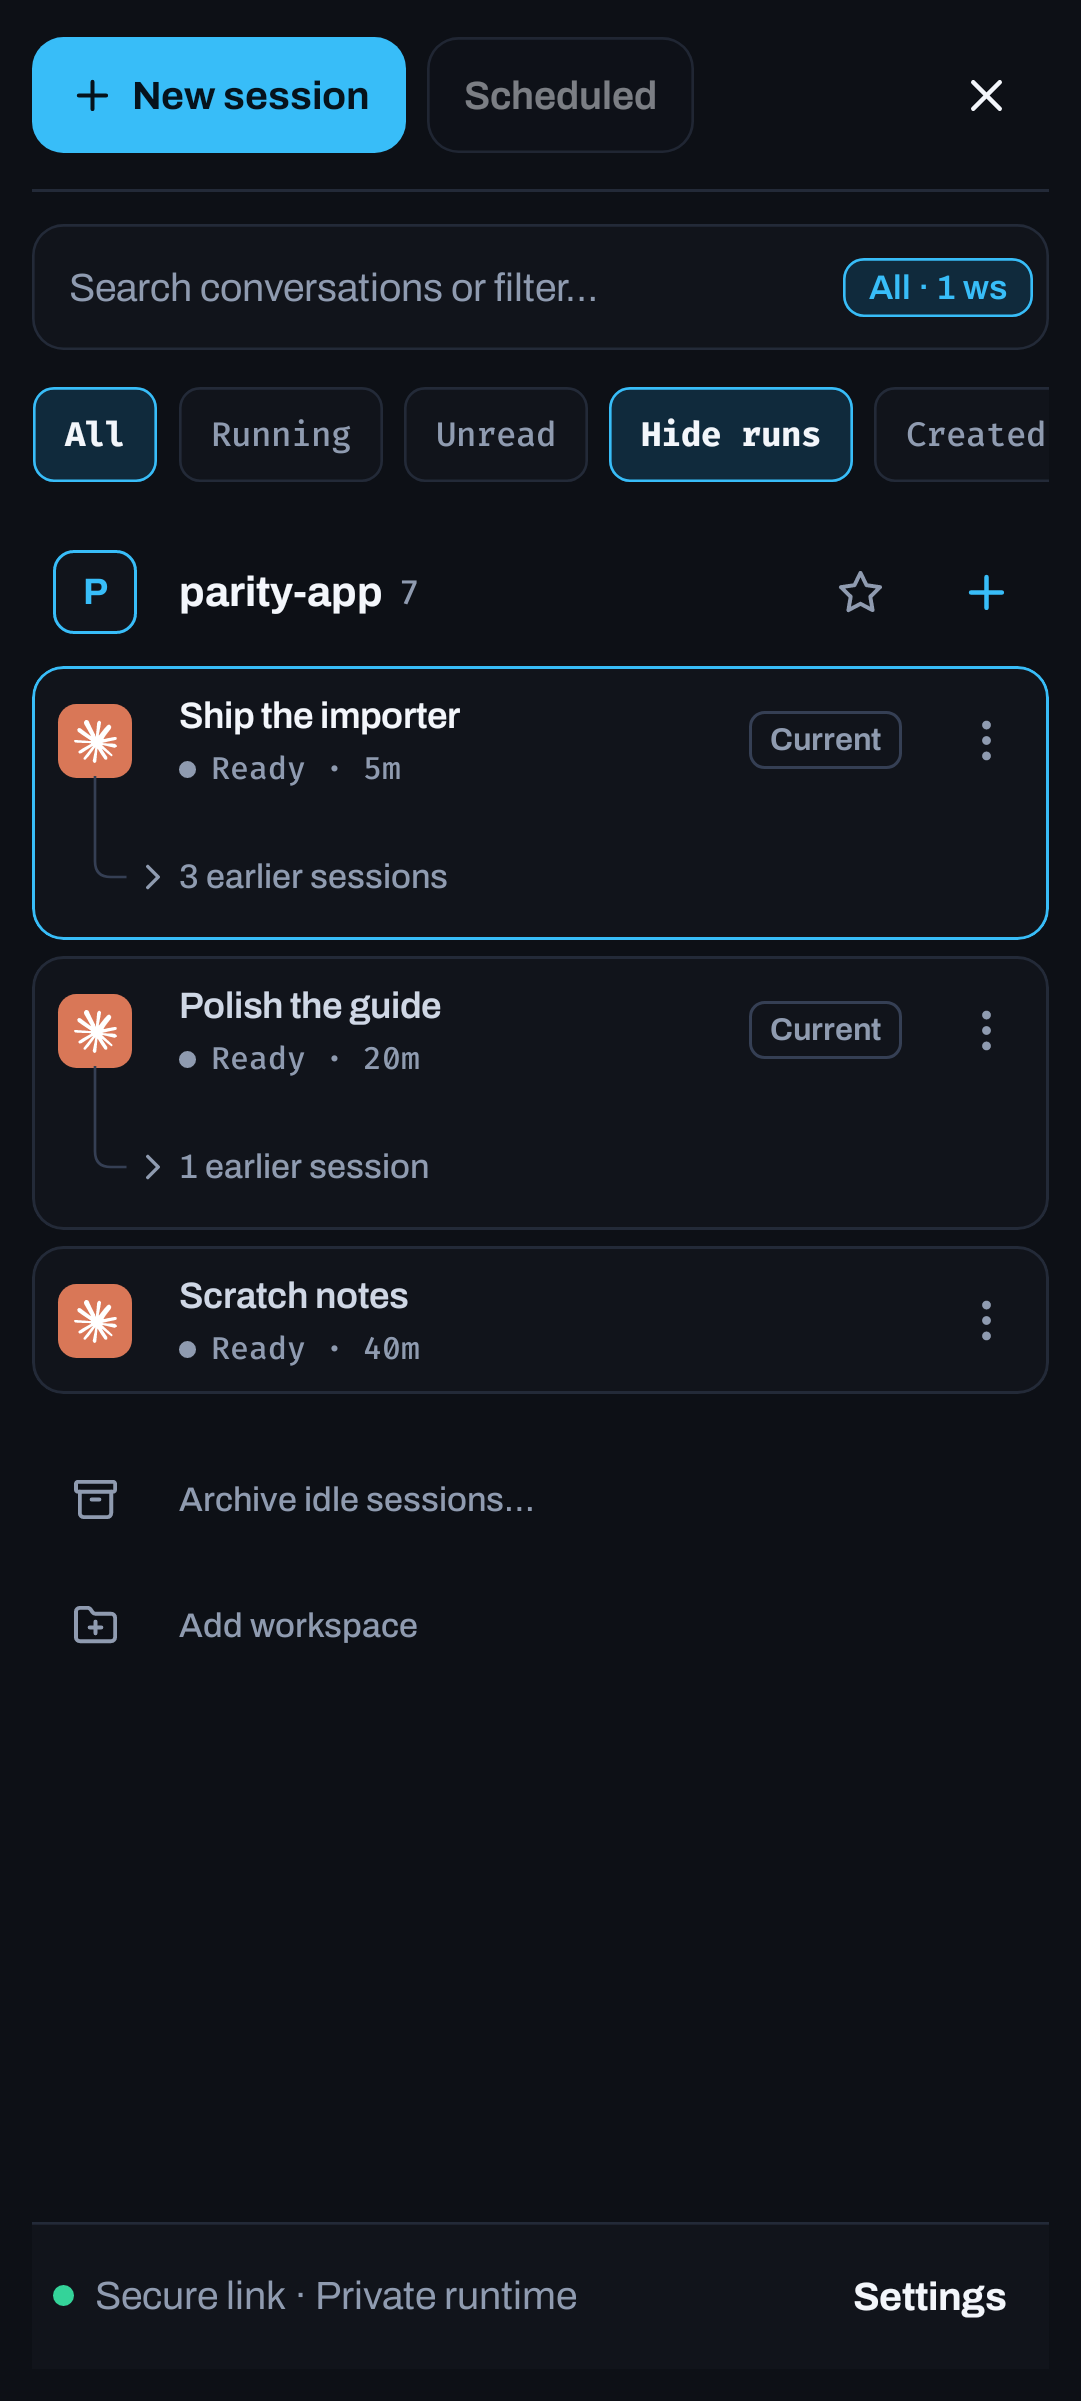 New session
Scheduled
Search conversations or filter...
All · 1 ws
All
Running
Unread
Hide runs
Created
P
parity-app 7
Ship the importer
Ready · 5m
Current
3 earlier sessions
Polish the guide
Ready · 20m
Current
1 earlier session
Scratch notes
Ready · 40m
Archive idle sessions...
Add workspace
Secure link · Private runtime
Settings